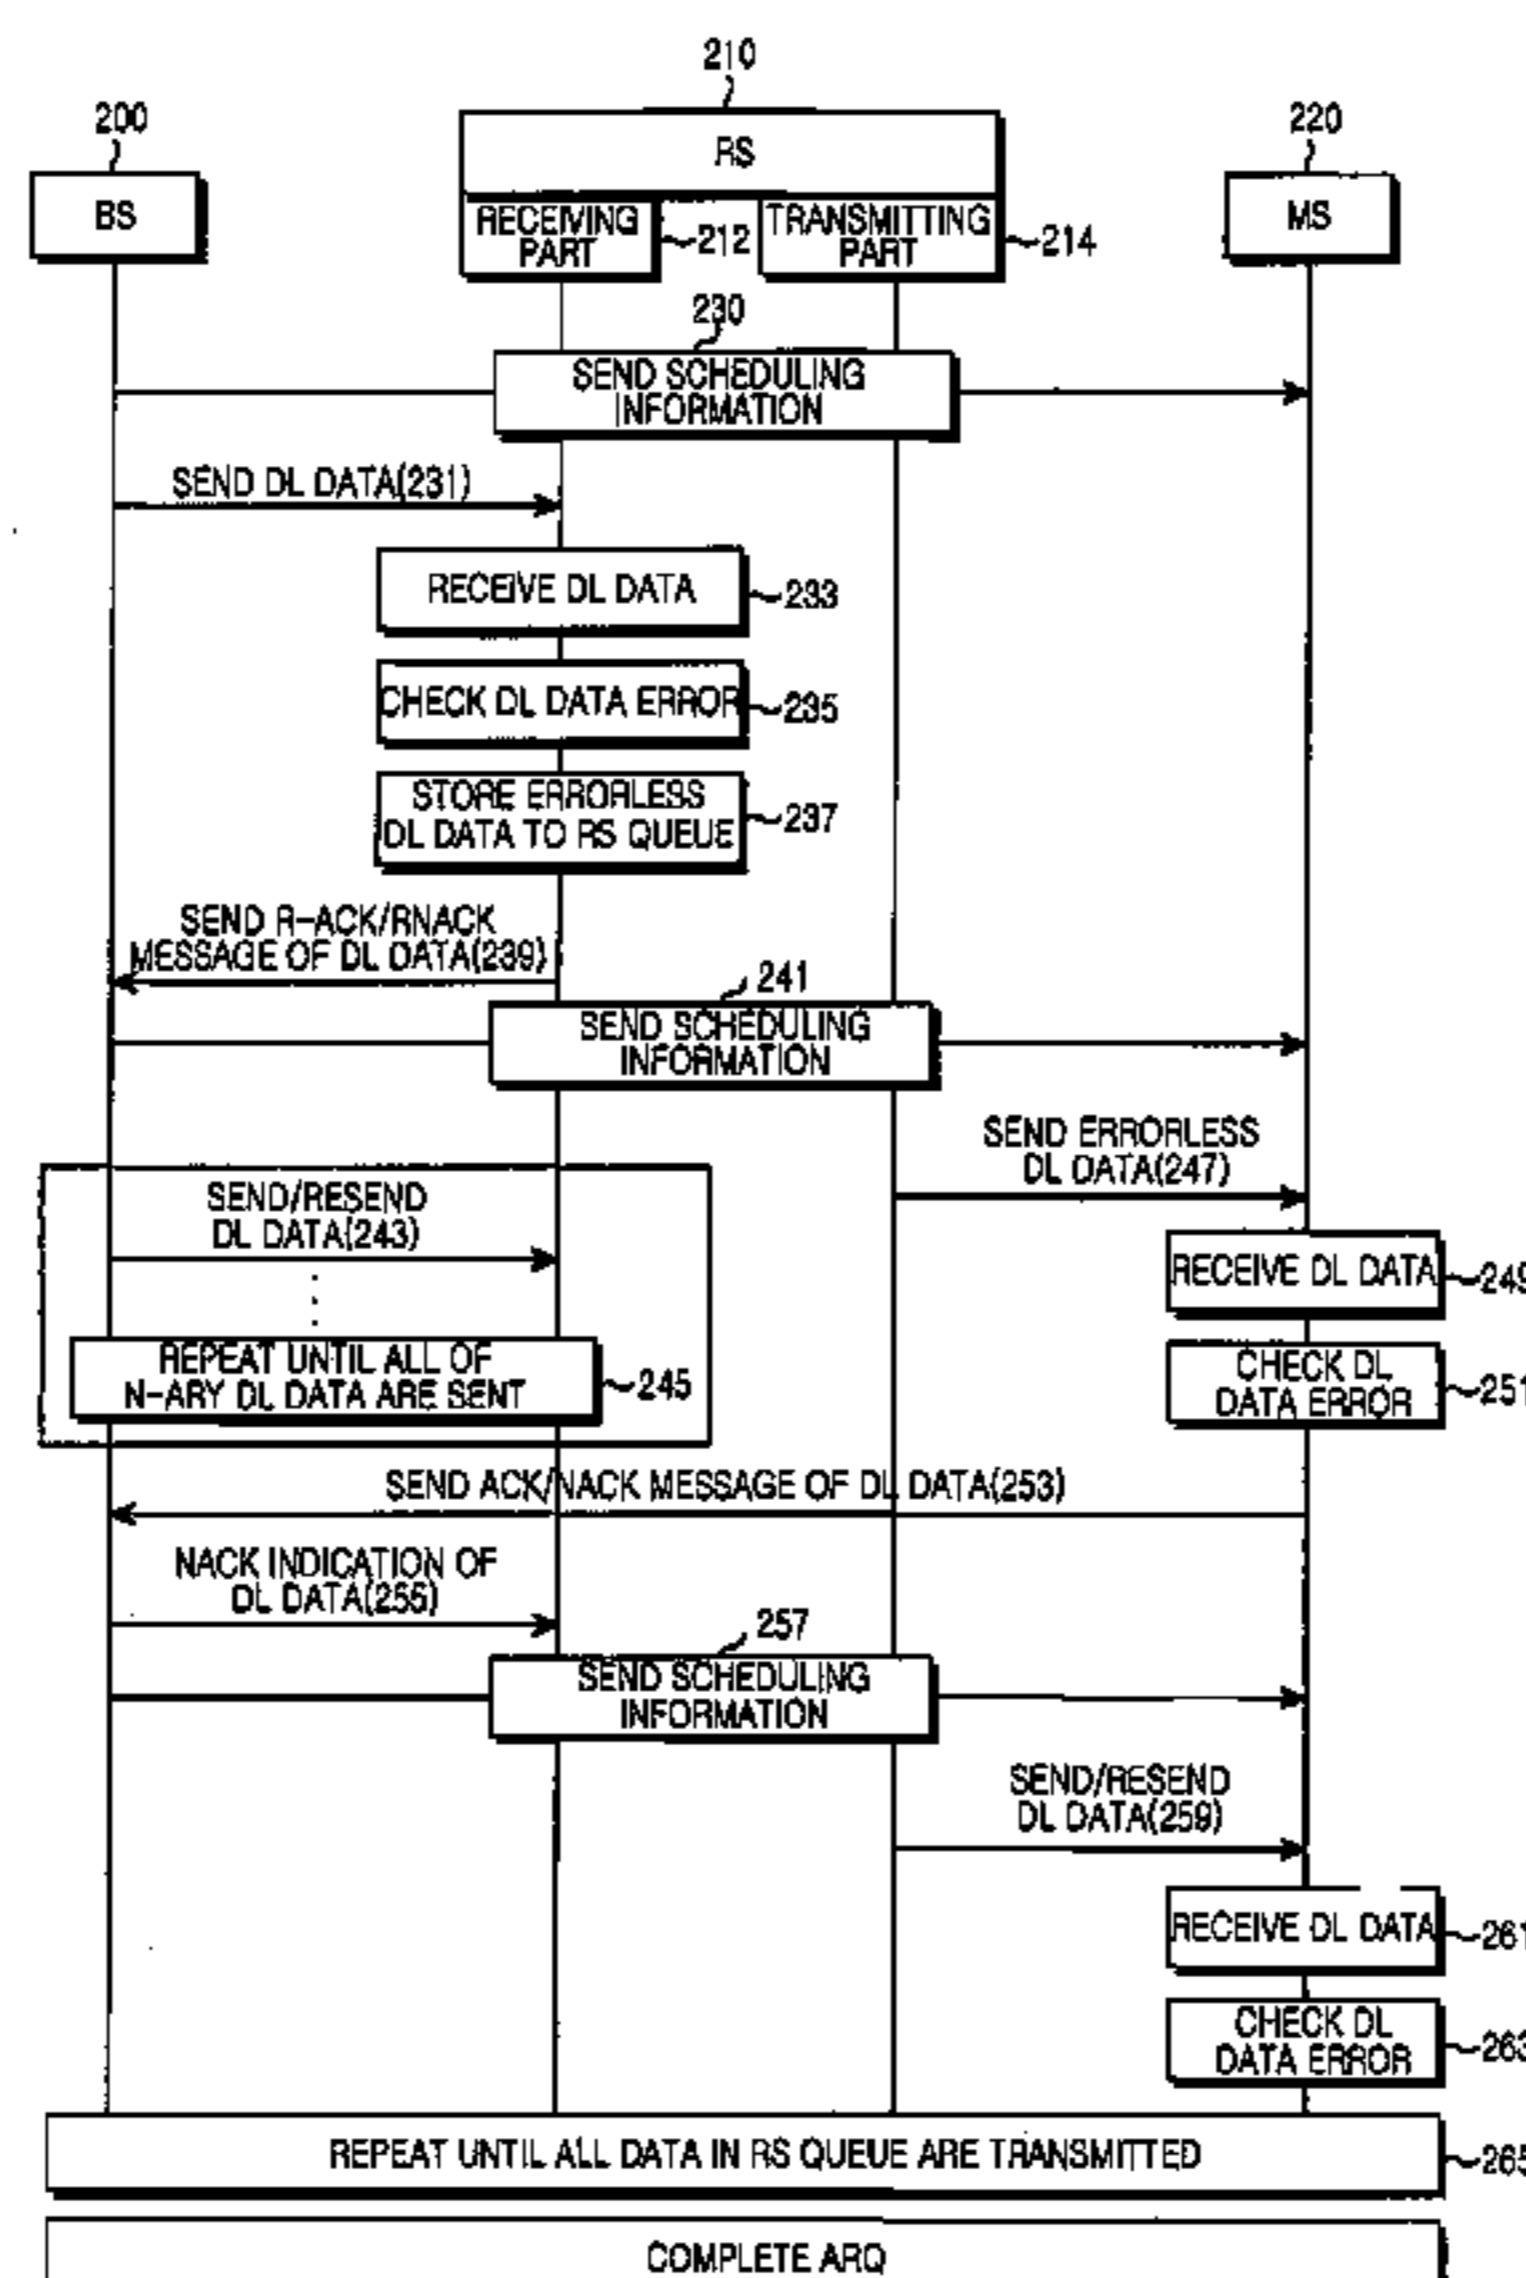 210
200
220
RS
BS
MS
RECEIVING
PART
212
TRANSMITTING
PART
214
230
SEND SCHEDULING
INFORMATION
SEND DL DATA(231)
RECEIVE DL DATA
233
CHECK DL DATA ERROR
235
STORE ERRORLESS
DL DATA TO RS QUEUE
237
SEND R-ACK/RNACK
MESSAGE OF DL DATA(239)
241
SEND SCHEDULING
INFORMATION
SEND ERRORLESS
DL DATA(247)
SEND/RESEND
DL DATA(243)
RECEIVE DL DATA
249
REPEAT UNTIL ALL OF
N-ARY DL DATA ARE SENT
245
CHECK DL
DATA ERROR
251
SEND ACK/NACK MESSAGE OF DL DATA(253)
NACK INDICATION OF
DL DATA(255)
257
SEND SCHEDULING
INFORMATION
SEND/RESEND
DL DATA(259)
RECEIVE DL DATA
261
CHECK DL
DATA ERROR
263
REPEAT UNTIL ALL DATA IN RS QUEUE ARE TRANSMITTED
265
COMPLETE ARQ